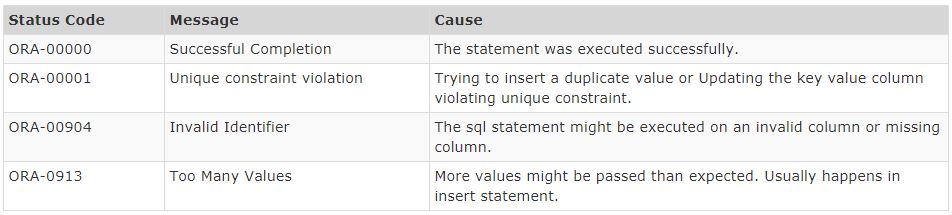 Status Code Message Cause
ORA-00000 Successful Completion The statement was executed successfully.
ORA-00001 Unique constraint violation Trying to insert a duplicate value or Updating the key value column
violating unique constraint.
ORA-00904 Invalid Identifier The sql statement might be executed on an invalid column or missing
column.
ORA-0913 Too Many Values More values might be passed than expected. Usually happens in
insert statement.